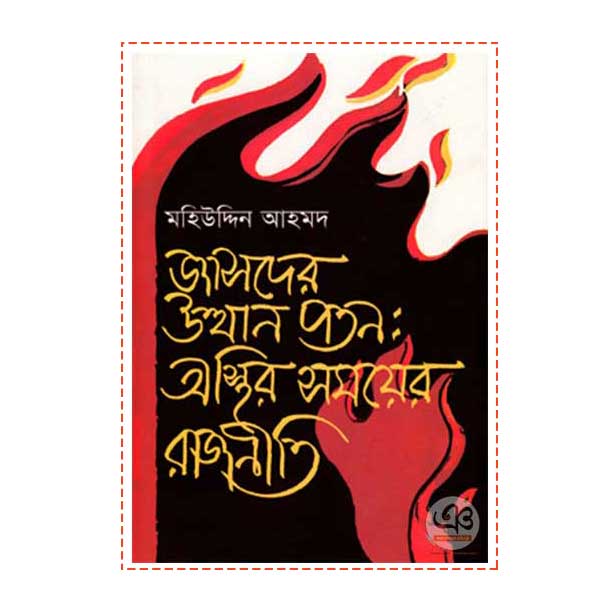 মহিউদ্দিন আহমদ
জাসদের
উত্থান পতন:
অস্থির সময়ের
রাজনীতি